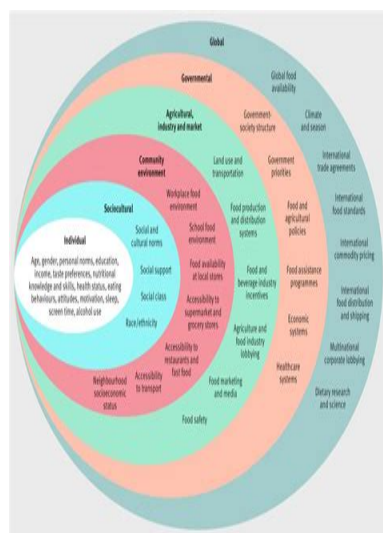 Global
Governmental
Global food
availability
Agricultural,
industry and market
Government-
society structure
Climate
and season
Community
environment
Land use and
transportation
Government
priorities
International
trade agreements
Workplace food
environment
Sociocultural
Food production
and distribution
systems
Food and
agricultural
policies
International
food standards
Individual
Age, gender, personal norms, education,
income, taste preferences, nutritional
knowledge and skills, health status, eating
behaviours, attitudes, motivation, sleep,
screen time, alcohol use
Social and
cultural norms
School food
environment
International
commodity pricing
Social support
Food availability
at local stores
Food and
beverage industry
incentives
Food assistance
programmes
International
food distribution
and shipping
Social class
Accessibility to
supermarket and
grocery stores
Race/ethnicity
Agriculture and
food industry
lobbying
Economic
systems
Multinational
corporate lobbying
Accessibility to
restaurants and
fast food
Healthcare
systems
Neighbourhood
socioeconomic
status
Accessibility
to transport
Food marketing
and media
Dietary research
and science
Food safety